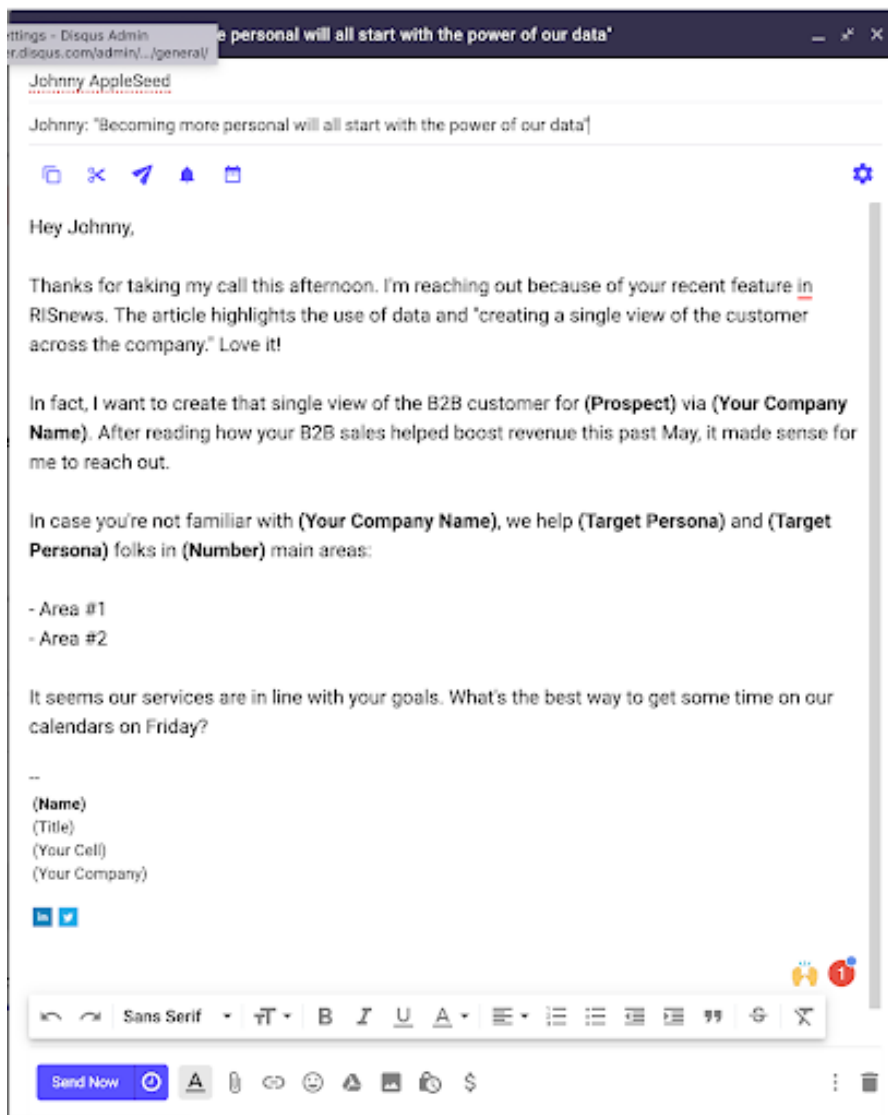 ettings - Disqus Admin
r.disqus.com/admin/.../general/
e personal will all start with the power of our data"
Johnny AppleSeed
Johnny: "Becoming more personal will all start with the power of our data"
Hey Johnny,
Thanks for taking my call this afternoon. I'm reaching out because of your recent feature in
RISnews. The article highlights the use of data and "creating a single view of the customer
across the company." Love it!
In fact, I want to create that single view of the B2B customer for (Prospect) via (Your Company
Name). After reading how your B2B sales helped boost revenue this past May, it made sense for
me to reach out.
In case you're not familiar with (Your Company Name), we help (Target Persona) and (Target
Persona) folks in (Number) main areas:
- Area #1
- Area #2
It seems our services are in line with your goals. What's the best way to get some time on our
calendars on Friday?
--
(Name)
(Title)
(Your Cell)
(Your Company)
in
1
Sans Serif
Send Now